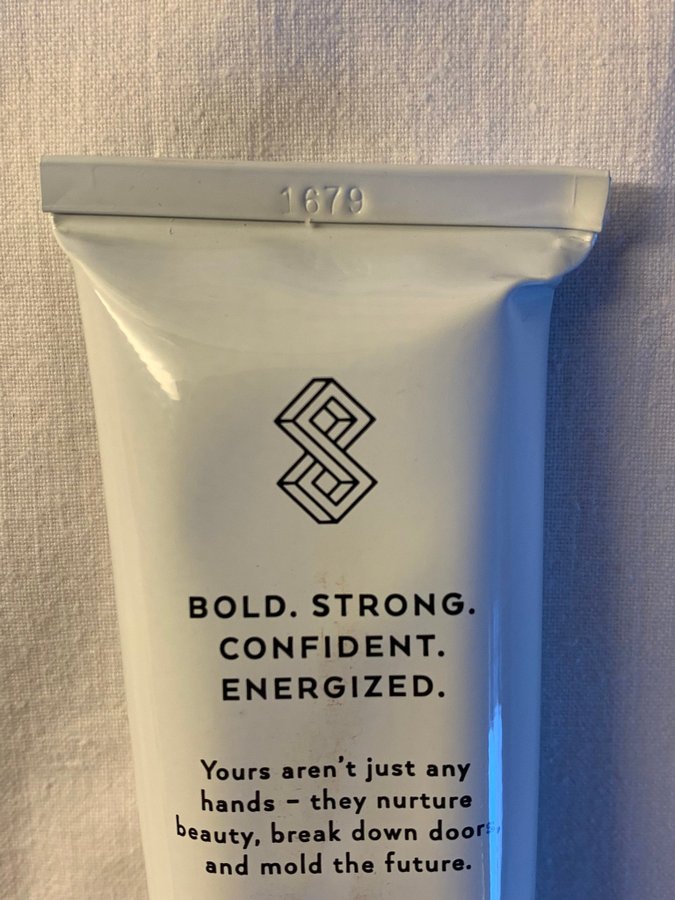 1679
BOLD. STRONG.
CONFIDENT.
ENERGIZED.
Yours aren't just any
hands – they nurture
beauty, break down doors,
and mold the future.